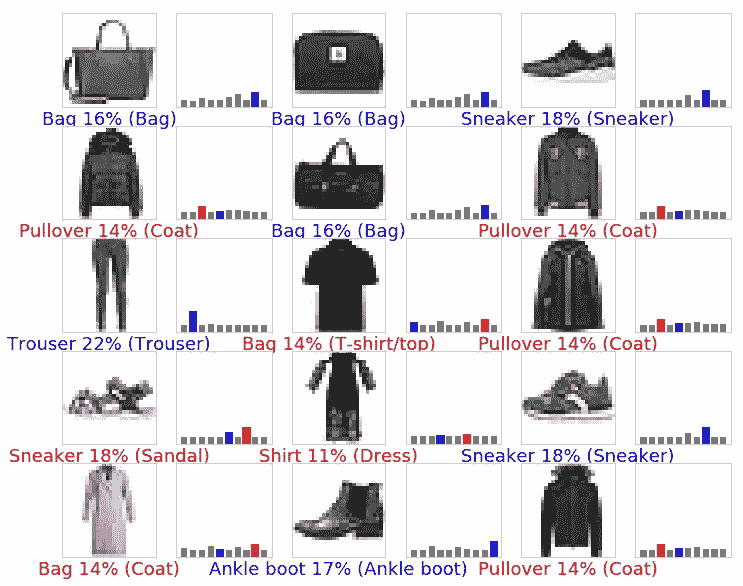 Bag 16% (Bag)
Bag 16% (Bag)
Sneaker 18% (Sneaker)
Pullover 14% (Coat)
Bag 16% (Bag)
Pullover 14% (Coat)
Trouser 22% (Trouser)
Bag 14% (T-shirt/top)
Pullover 14% (Coat)
Sneaker 18% (Sandal)
Shirt 11% (Dress)
Sneaker 18% (Sneaker)
Bag 14% (Coat)
Ankle boot 17% (Ankle boot)
Pullover 14% (Coat)